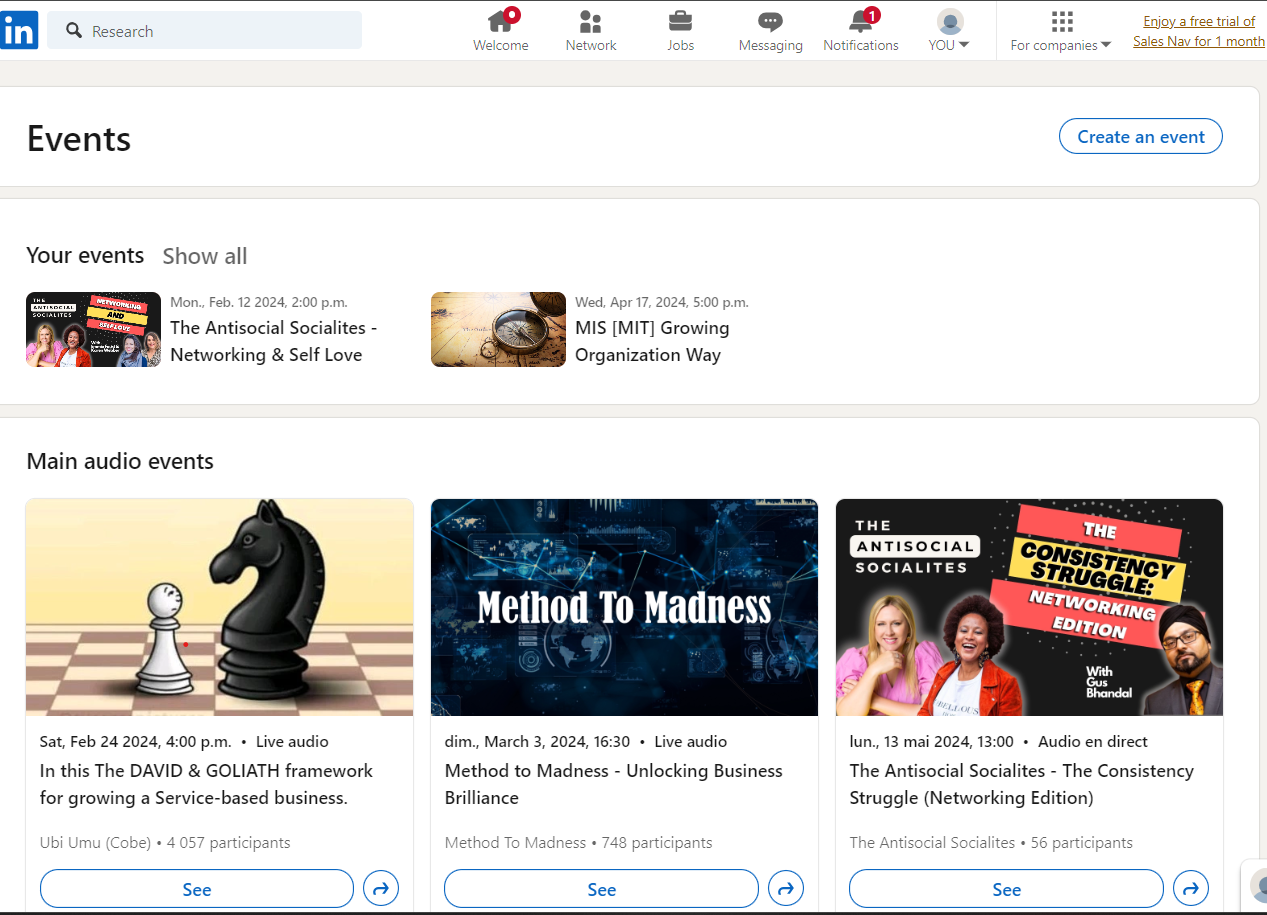 in
Research
Welcome
Network
Jobs
Messaging
1
Notifications
YOU
For companies
Enjoy a free trial of
Sales Nav for 1 month
Events
Create an event
Your events
Show all
THE
ANTISOCIAL
SOCIALITES
NETWORKING
AND
SELF LOVE
Mon., Feb. 12 2024, 2:00 p.m.
The Antisocial Socialites -
Networking & Self Love
Wed, Apr 17, 2024, 5:00 p.m.
MIS [MIT] Growing
Organization Way
Main audio events
Method To Madness
THE
ANTISOCIAL
SOCIALITES
THE
CONSISTENCY
STRUGGLE:
NETWORKING
EDITION
With
Gus
Bhandal
Sat, Feb 24 2024, 4:00 p.m. • Live audio
In this The DAVID & GOLIATH framework
for growing a Service-based business.
Ubi Umu (Cobe) • 4 057 participants
See
dim., March 3, 2024, 16:30 • Live audio
Method to Madness - Unlocking Business
Brilliance
Method To Madness • 748 participants
See
lun., 13 mai 2024, 13:00 • Audio en direct
The Antisocial Socialites - The Consistency
Struggle (Networking Edition)
The Antisocial Socialites • 56 participants
See